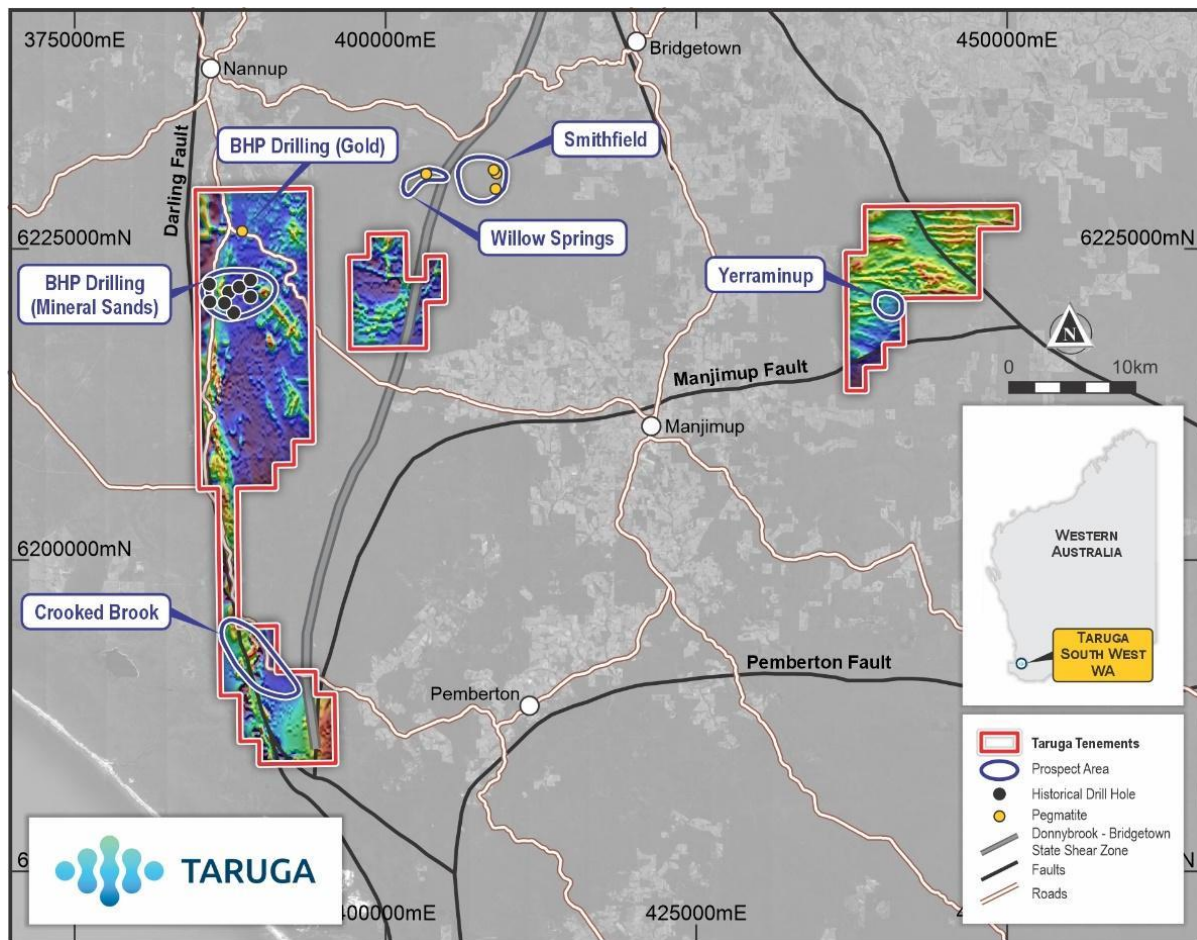 375000mE
400000mE
450000mE
Bridgetown
Nannup
BHP Drilling (Gold)
Smithfield
Darling Fault
Willow Springs
6225000mN
6225000mN
BHP Drilling
(Mineral Sands)
Yerraminup
N
0
10km
Manjimup Fault
Manjimup
6200000mN
WESTERN
AUSTRALIA
Crooked Brook
TARUGA
SOUTH WEST
WA
Pemberton Fault
Pemberton
Taruga Tenements
Prospect Area
Historical Drill Hole
Pegmatite
Donnybrook - Bridgetown
State Shear Zone
Faults
Roads
TARUGA
400000mE
425000mE